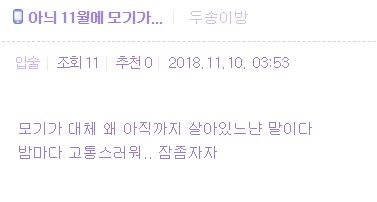 아늬 11월에 모기가... 두송이방
입술 조회 11 추천 0 2018.11.10. 03:53
모기가 대체 왜 아직까지 살아있느냔 말이다
밤마다 고통스러워.. 잠좀자자